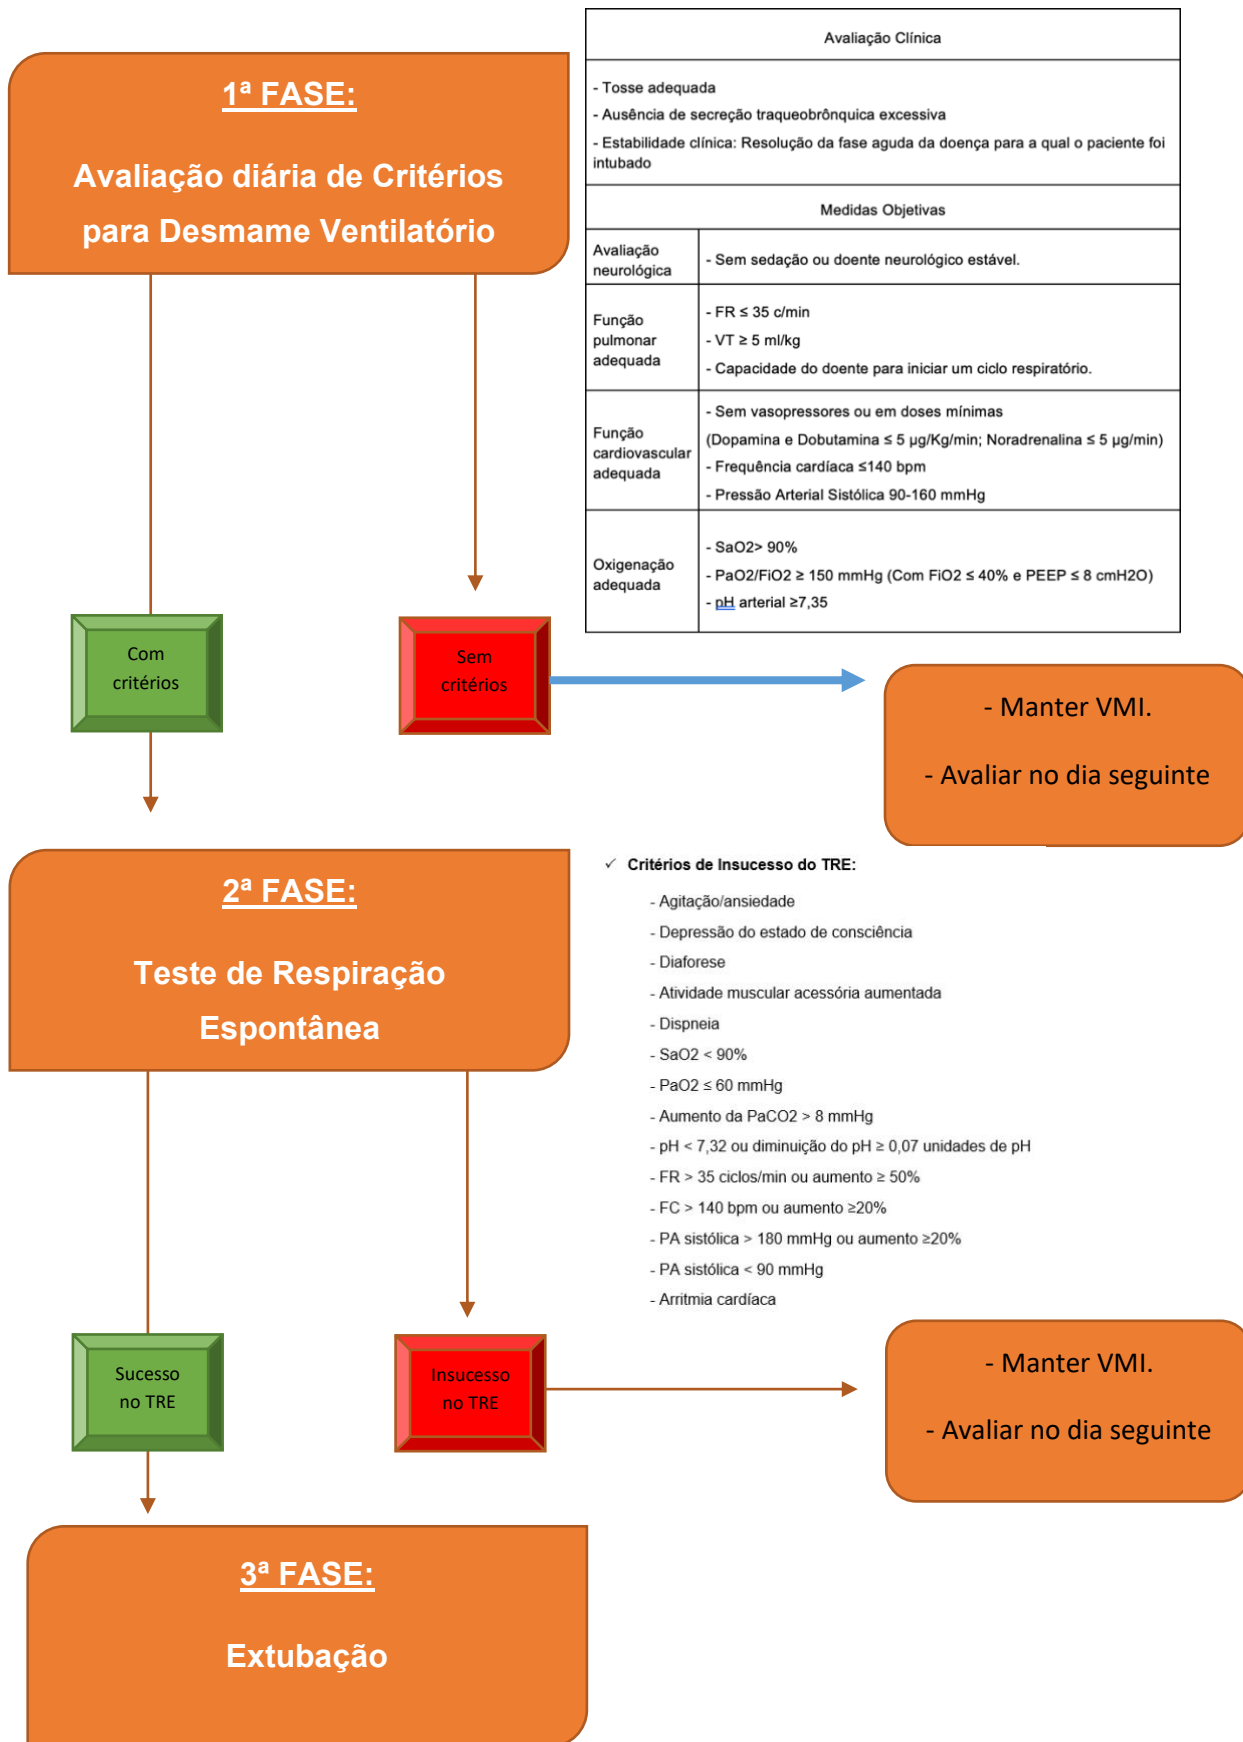 1ª FASE:
Avaliação diária de Critérios
para Desmame Ventilatório
Avaliação Clínica
- Tosse adequada
- Ausência de secreção traqueobrônquica excessiva
- Estabilidade clínica: Resolução da fase aguda da doença para a qual o paciente foi
intubado
Medidas Objetivas
Avaliação
neurológica
- Sem sedação ou doente neurológico estável.
Função
pulmonar
adequada
- FR ≤ 35 c/min
- VT ≥ 5 ml/kg
- Capacidade do doente para iniciar um ciclo respiratório.
Função
cardiovascular
adequada
- Sem vasopressores ou em doses mínimas
(Dopamina e Dobutamina ≤ 5 μg/Kg/min; Noradrenalina ≤ 5 μg/min)
- Frequência cardíaca ≤140 bpm
- Pressão Arterial Sistólica 90-160 mmHg
Oxigenação
adequada
- SaO2> 90%
- PaO2/FiO2 ≥ 150 mmHg (Com FiO2 ≤ 40% e PEEP ≤ 8 cmH2O)
- pH arterial ≥7,35
Com
critérios
Sem
critérios
- Manter VMI.
- Avaliar no dia seguinte
2ª FASE:
Teste de Respiração
Espontânea
✓ Critérios de Insucesso do TRE:
- Agitação/ansiedade
- Depressão do estado de consciência
- Diaforese
- Atividade muscular acessória aumentada
- Dispneia
- SaO2 < 90%
- PaO2 ≤ 60 mmHg
- Aumento da PaCO2 > 8 mmHg
- pH < 7,32 ou diminuição do pH ≥ 0,07 unidades de pH
- FR > 35 ciclos/min ou aumento ≥ 50%
- FC > 140 bpm ou aumento ≥20%
- PA sistólica > 180 mmHg ou aumento ≥20%
- PA sistólica < 90 mmHg
- Arritmia cardíaca
Sucesso
no TRE
Insucesso
no TRE
- Manter VMI.
- Avaliar no dia seguinte
3ª FASE:
Extubação